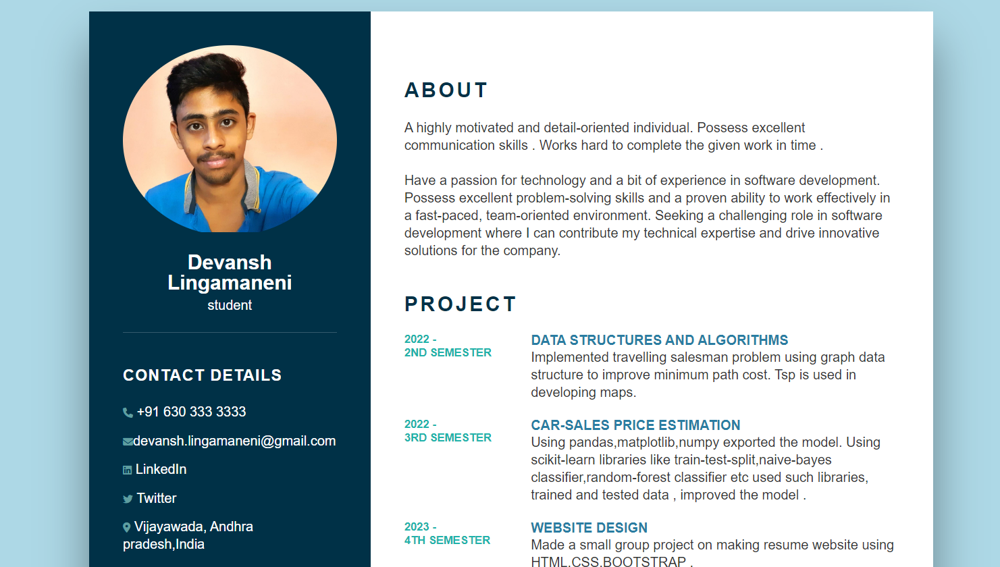 Devansh
Lingamaneni
student
CONTACT DETAILS
+91 630 333 3333
devansh.lingamaneni@gmail.com
LinkedIn
Twitter
Vijayawada, Andhra
pradesh,India
ABOUT
A highly motivated and detail-oriented individual. Possess excellent
communication skills . Works hard to complete the given work in time .
Have a passion for technology and a bit of experience in software development.
Possess excellent problem-solving skills and a proven ability to work effectively in
a fast-paced, team-oriented environment. Seeking a challenging role in software
development where I can contribute my technical expertise and drive innovative
solutions for the company.
PROJECT
2022 -
2ND SEMESTER
DATA STRUCTURES AND ALGORITHMS
Implemented travelling salesman problem using graph data
structure to improve minimum path cost. Tsp is used in
developing maps.
2022 -
3RD SEMESTER
CAR-SALES PRICE ESTIMATION
Using pandas,matplotlib,numpy exported the model. Using
scikit-learn libraries like train-test-split,naive-bayes
classifier,random-forest classifier etc used such libraries,
trained and tested data , improved the model .
2023 -
4TH SEMESTER
WEBSITE DESIGN
Made a small group project on making resume website using
HTML,CSS,BOOTSTRAP .